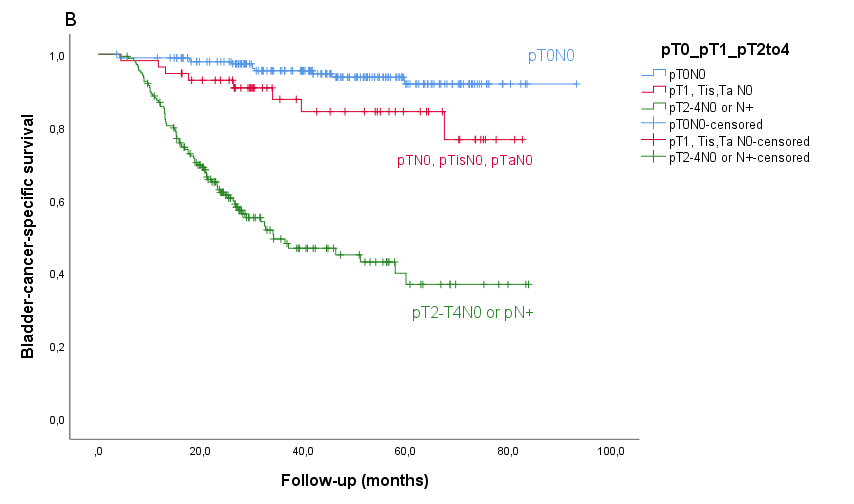 B
pT0_pT1_pT2to4
pT0N0
pT1, Tis,Ta N0
pT2-4N0 or N+
pT0N0-censored
pT1, Tis,Ta N0-censored
pT2-4N0 or N+-censored
pT0N0
pTN0, pTisN0, pTaN0
pT2-T4N0 or pN+
Bladder-cancer-specific survival
1,0
0,8
0,6
0,4
0,2
0,0
,0 20,0 40,0 60,0 80,0 100,0
Follow-up (months)